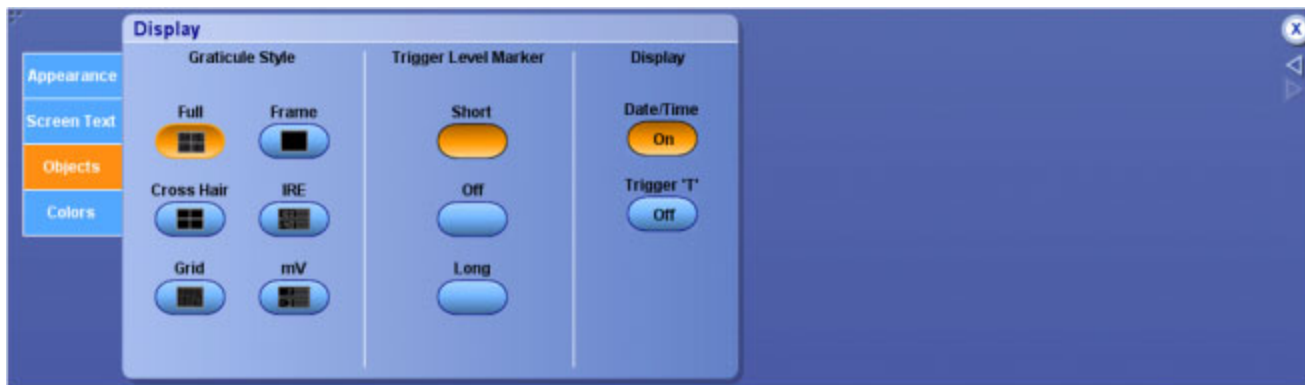 Display
Appearance
Screen Text
Objects
Colors
Graticule Style
Full
Frame
Cross Hair
IRE
Grid
mV
Trigger Level Marker
Short
Off
Long
Display
Date/Time
On
Trigger 'T'
Off
X